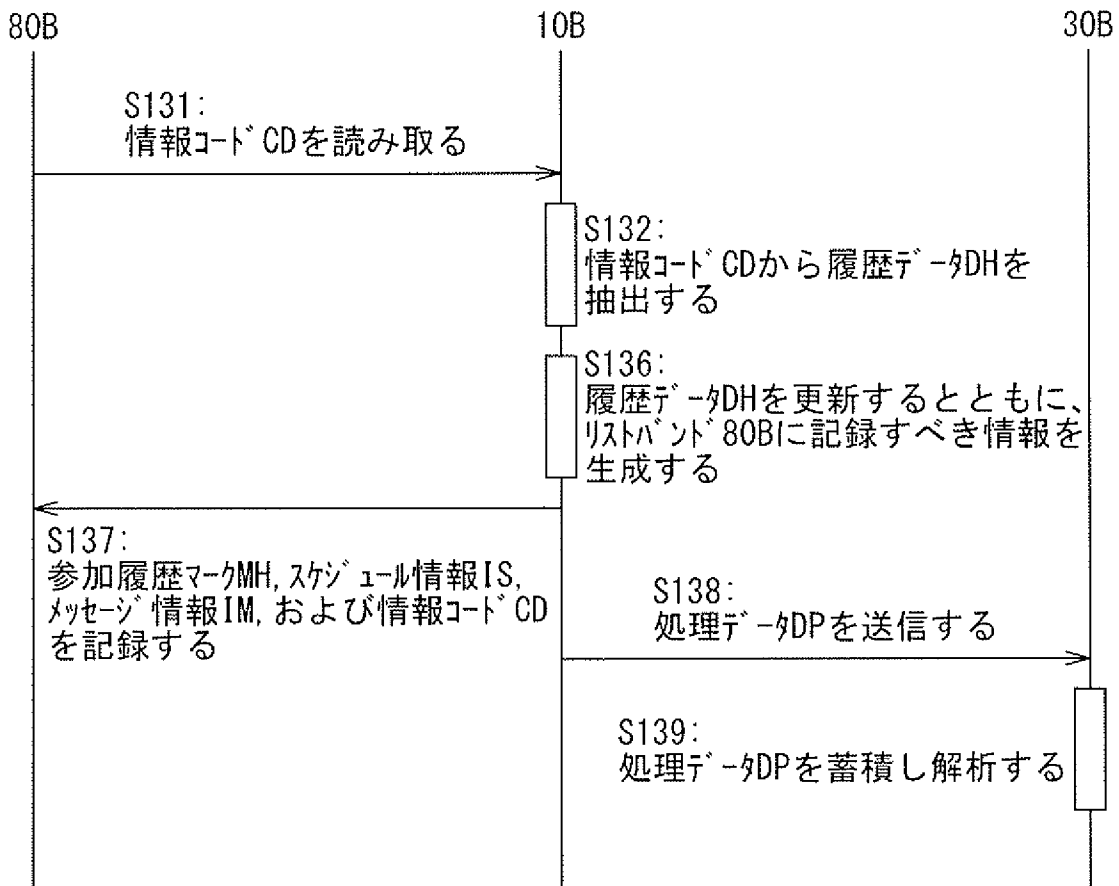 80B
10B
30B
S131:
情報ｺｰﾄﾞCDを読み取る
S132:
情報ｺｰﾄﾞCDから履歴ﾃﾞｰﾀDHを
抽出する
S136:
履歴ﾃﾞｰﾀDHを更新するとともに、
ﾘｽﾄﾊﾞﾝﾄﾞ80Bに記録すべき情報を
生成する
S137:
参加履歴ﾏｰｸMH, ｽｹｼﾞｭｰﾙ情報IS,
ﾒｯｾｰｼﾞ情報IM, および情報ｺｰﾄﾞCD
を記録する
S138:
処理ﾃﾞｰﾀDPを送信する
S139:
処理ﾃﾞｰﾀDPを蓄積し解析する